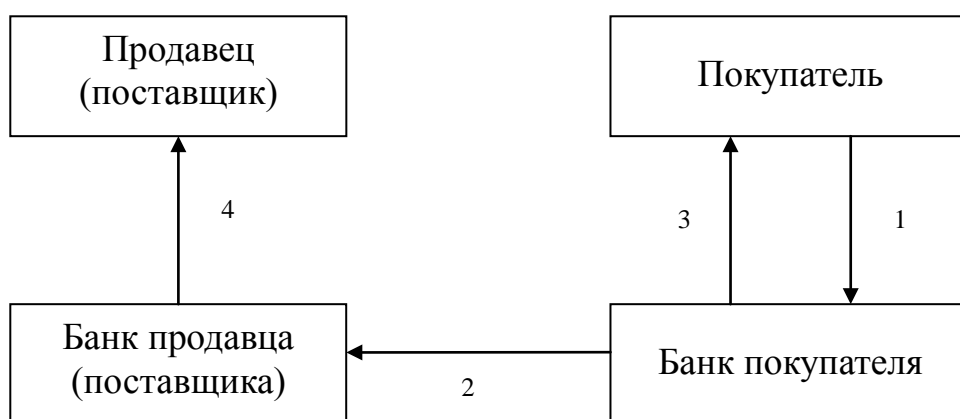 Продавец
(поставщик)
Покупатель
4
3
1
Банк продавца
(поставщика)
2
Банк покупателя